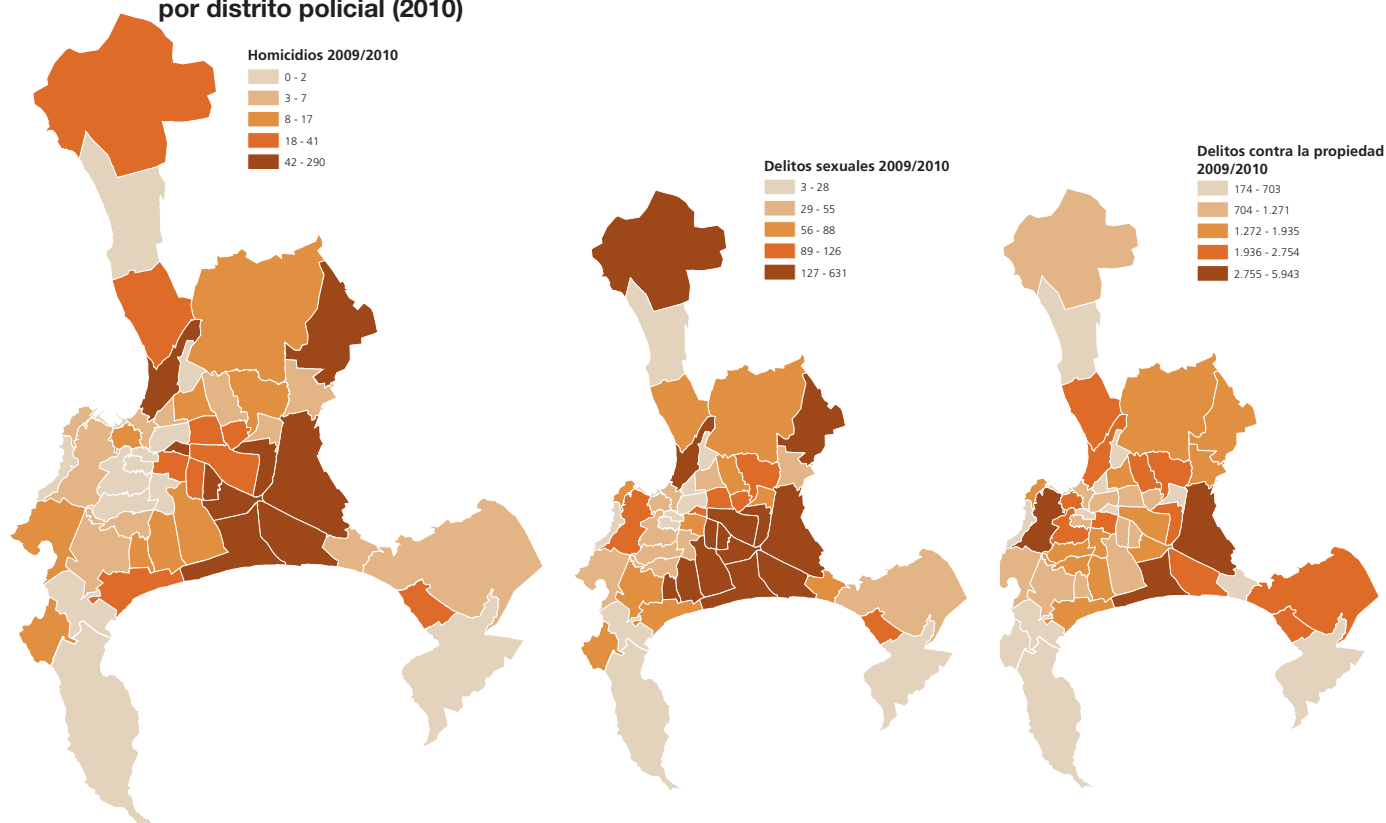 por distrito policial (2010)
Homicidios 2009/2010
0 - 2
3 - 7
8 - 17
18 - 41
42 - 290
Delitos sexuales 2009/2010
3 - 28
29 - 55
56 - 88
89 - 126
127 - 631
Delitos contra la propiedad
2009/2010
174 - 703
704 - 1.271
1.272 - 1.935
1.936 - 2.754
2.755 - 5.943